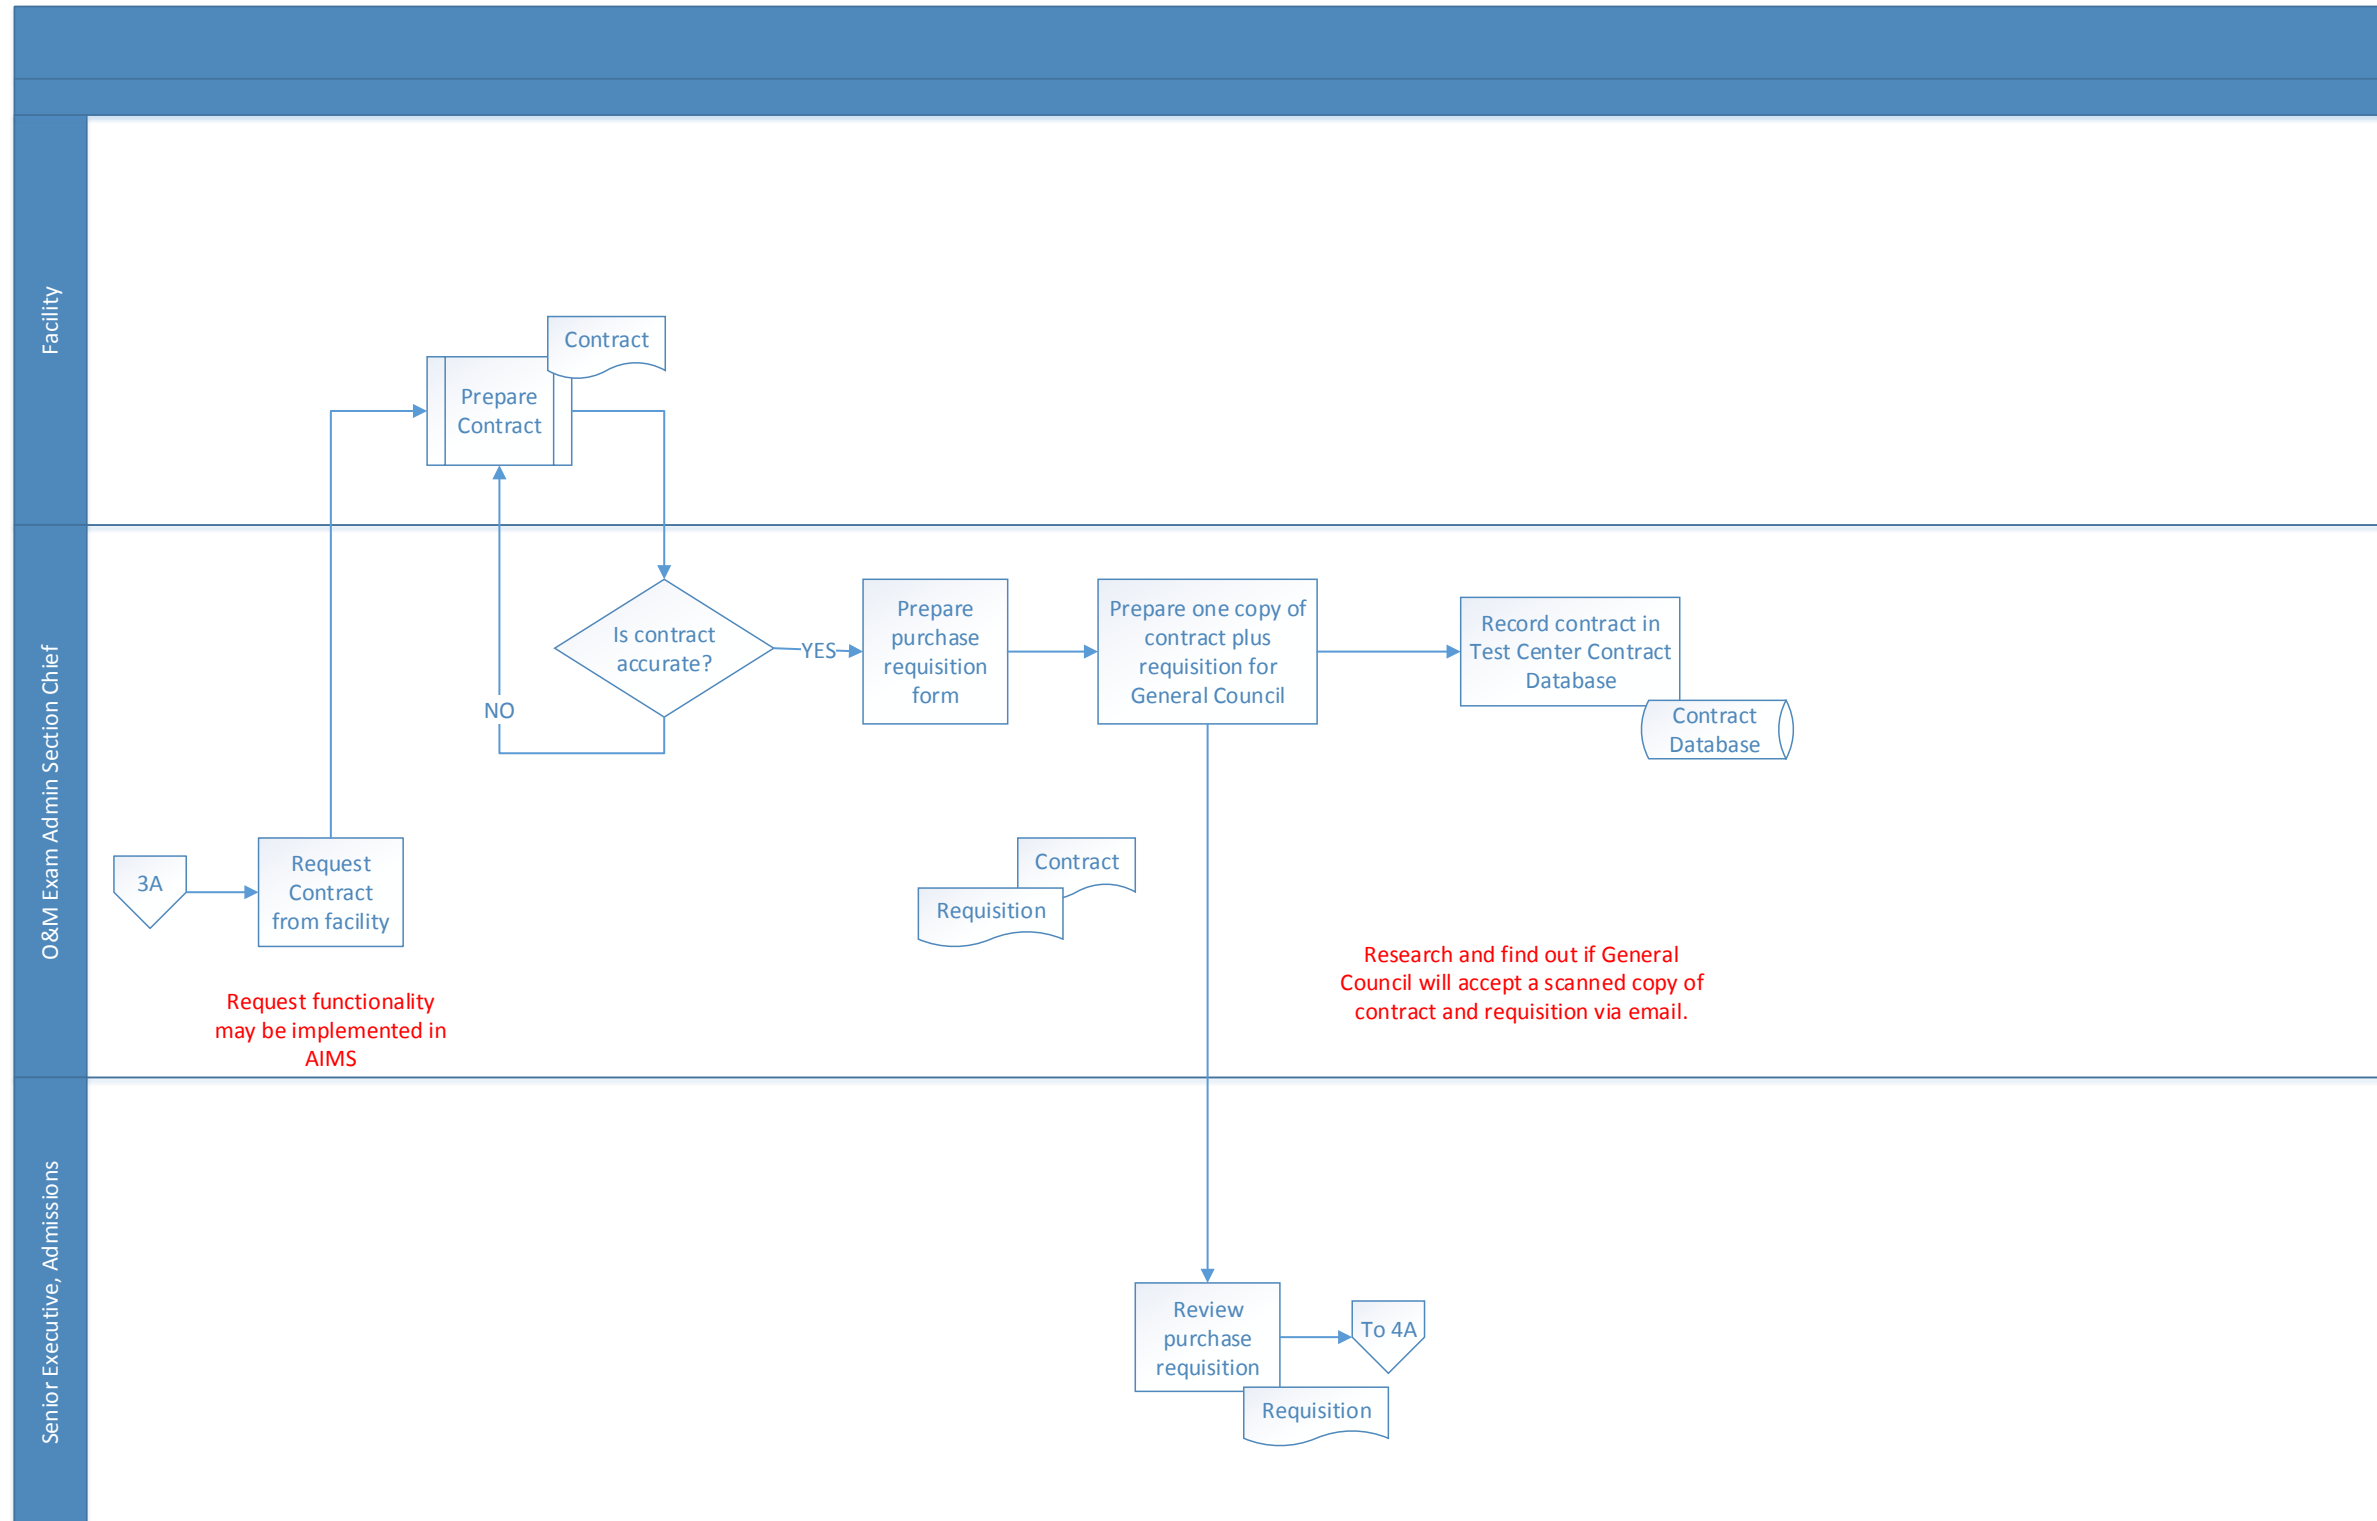 Facility
Contract
Prepare
Contract
O&M Exam Admin Section Chief
Is contract
accurate?
YES
NO
Prepare
purchase
requisition
form
Prepare one copy of
contract plus
requisition for
General Council
Record contract in
Test Center Contract
Database
Contract
Database
3A
Request
Contract
from facility
Contract
Requisition
Request functionality
may be implemented in
AIMS
Research and find out if General
Council will accept a scanned copy of
contract and requisition via email.
Senior Executive, Admissions
Review
purchase
requisition
To 4A
Requisition